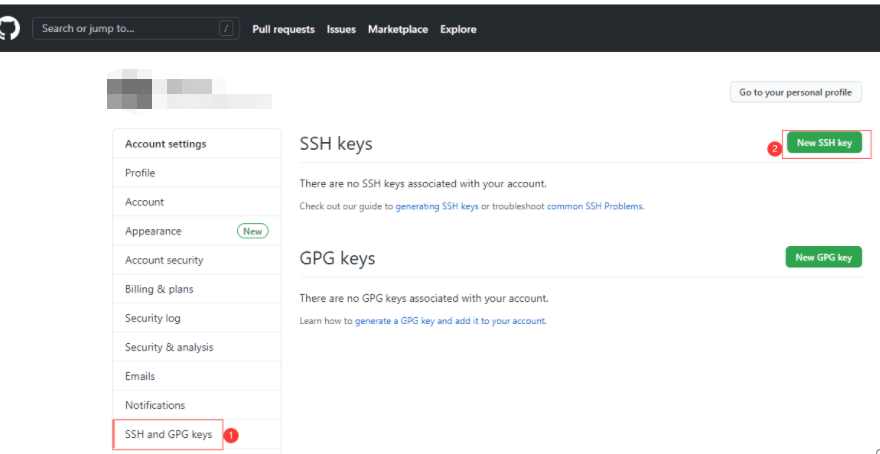 Search or jump to... / Pull requests Issues Marketplace Explore
Go to your personal profile
Account settings
Profile
Account
Appearance New
Account security
Billing & plans
Security log
Security & analysis
Emails
Notifications
SSH and GPG keys 1
SSH keys
2 New SSH key
There are no SSH keys associated with your account.
Check out our guide to generating SSH keys or troubleshoot common SSH Problems.
GPG keys
New GPG key
There are no GPG keys associated with your account.
Learn how to generate a GPG key and add it to your account.